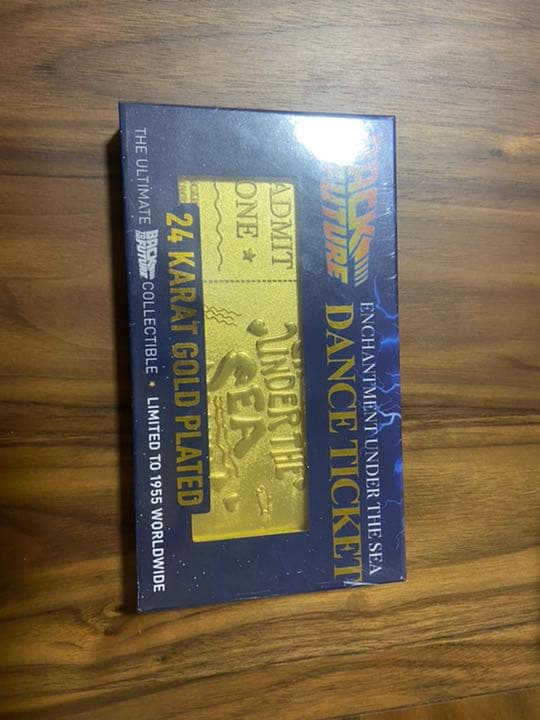 BACK
TO THE
FUTURE
ENCHANTMENT UNDER THE SEA
DANCE TICKET
ADMIT
ONE ★
UNDER THE
SEA
24 KARAT GOLD PLATED
THE ULTIMATE BACK TO THE FUTURE COLLECTIBLE ★ LIMITED TO 1955 WORLDWIDE